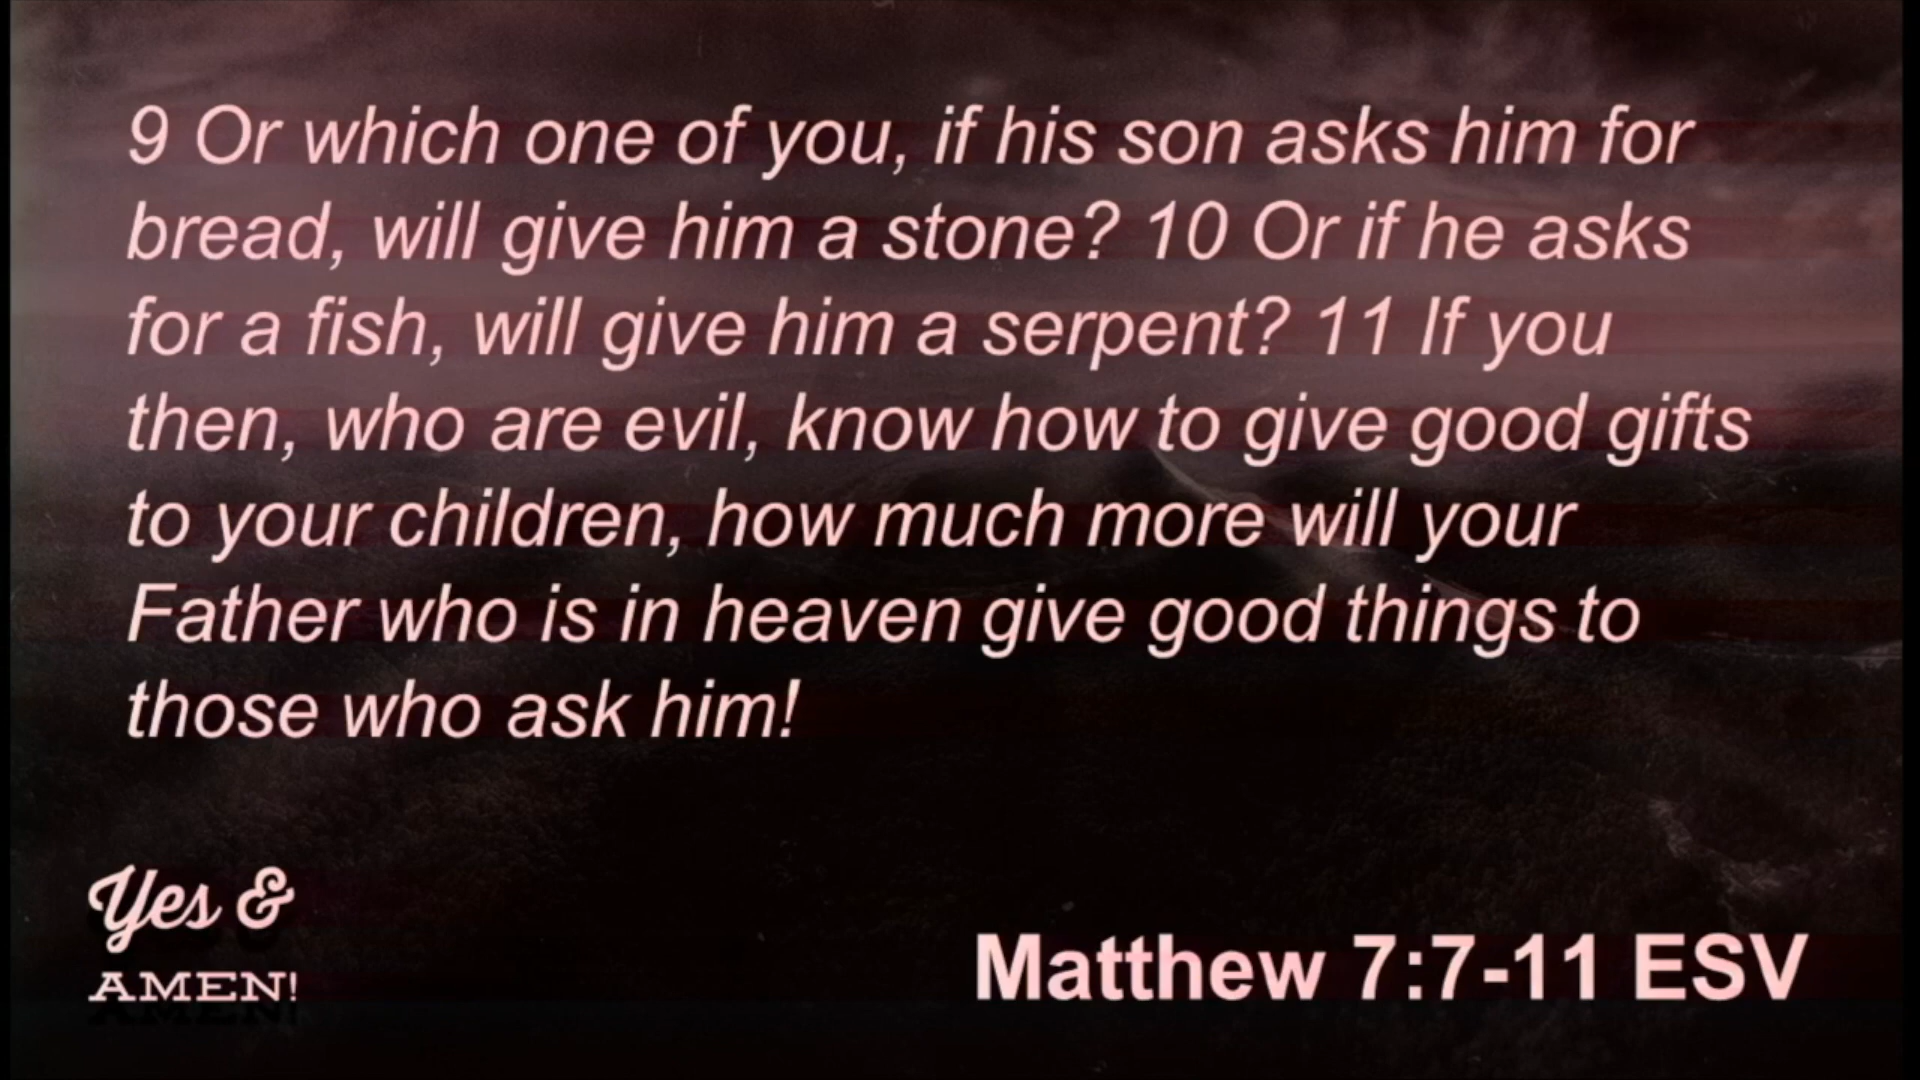 9 Or which one of you, if his son asks him for
bread, will give him a stone? 10 Or if he asks
for a fish, will give him a serpent? 11 If you
then, who are evil, know how to give good gifts
to your children, how much more will your
Father who is in heaven give good things to
those who ask him!
Yes &
AMEN!
Matthew 7:7-11 ESV